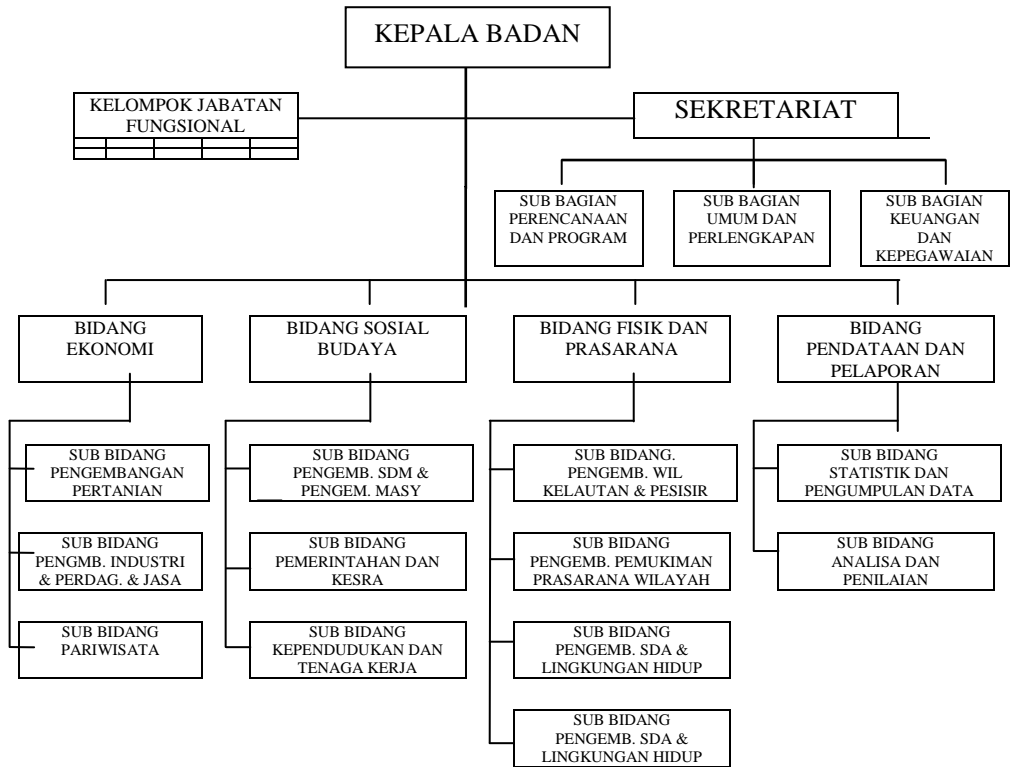 KEPALA BADAN
KELOMPOK JABATAN
FUNGSIONAL
SEKRETARIAT
SUB BAGIAN
PERENCANAAN
DAN PROGRAM
SUB BAGIAN
UMUM DAN
PERLENGKAPAN
SUB BAGIAN
KEUANGAN
DAN
KEPEGAWAIAN
BIDANG
EKONOMI
BIDANG SOSIAL
BUDAYA
BIDANG FISIK DAN
PRASARANA
BIDANG
PENDATAAN DAN
PELAPORAN
SUB BIDANG
PENGEMBANGAN
PERTANIAN
SUB BIDANG
PENGMB. INDUSTRI
& PERDAG. & JASA
SUB BIDANG
PARIWISATA
SUB BIDANG
PENGEMB. SDM &
PENGEM. MASY
SUB BIDANG
PEMERINTAHAN DAN
KESRA
SUB BIDANG
KEPENDUDUKAN DAN
TENAGA KERJA
SUB BIDANG.
PENGEMB. WIL
KELAUTAN & PESISIR
SUB BIDANG
PENGEMB. PEMUKIMAN
PRASARANA WILAYAH
SUB BIDANG
PENGEMB. SDA &
LINGKUNGAN HIDUP
SUB BIDANG
PENGEMB. SDA &
LINGKUNGAN HIDUP
SUB BIDANG
STATISTIK DAN
PENGUMPULAN DATA
SUB BIDANG
ANALISA DAN
PENILAIAN